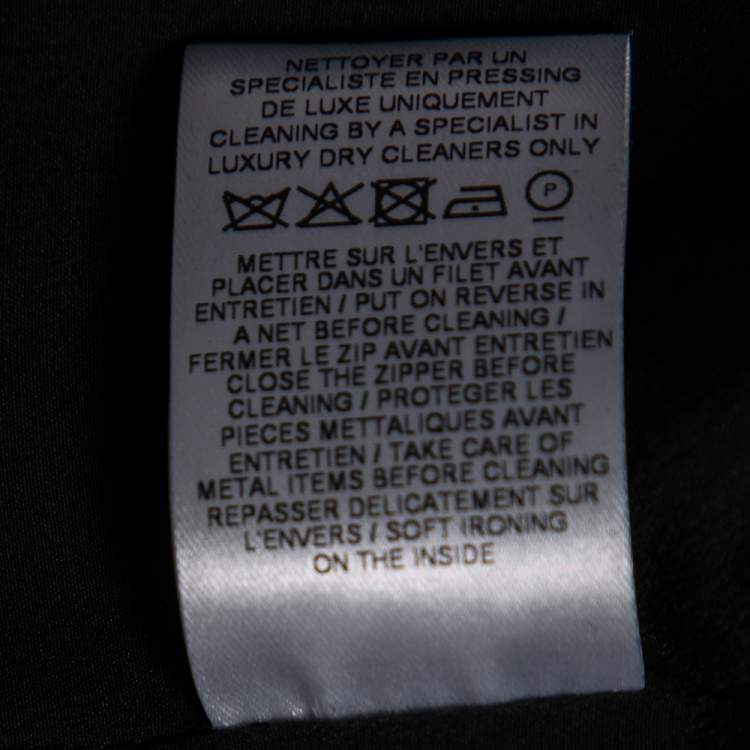 NETTOYER PAR UN
SPECIALISTE EN PRESSING
DE LUXE UNIQUEMENT
CLEANING BY A SPECIALIST IN
LUXURY DRY CLEANERS ONLY
P
METTRE SUR L'ENVERS ET
PLACER DANS UN FILET AVANT
ENTRETIEN / PUT ON REVERSE IN
A NET BEFORE CLEANING /
FERMER LE ZIP AVANT ENTRETIEN
CLOSE THE ZIPPER BEFORE
CLEANING / PROTEGER LES
PIECES METTALIQUES AVANT
ENTRETIEN / TAKE CARE OF
METAL ITEMS BEFORE CLEANING
REPASSER DELICATEMENT SUR
L'ENVERS / SOFT IRONING
ON THE INSIDE